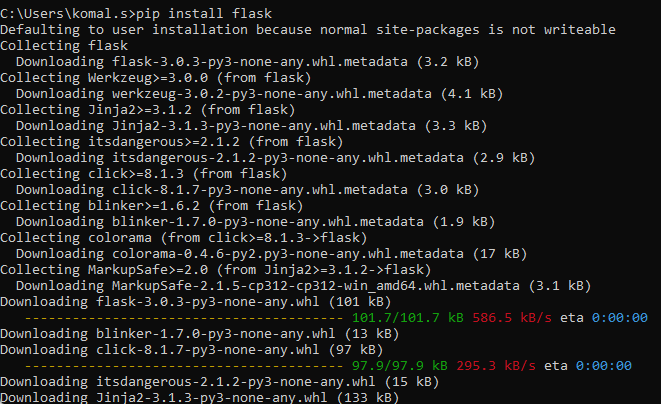 C:\Users\komal.s>pip install flask
Defaulting to user installation because normal site-packages is not writeable
Collecting flask
  Downloading flask-3.0.3-py3-none-any.whl.metadata (3.2 kB)
Collecting Werkzeug>=3.0.0 (from flask)
  Downloading werkzeug-3.0.2-py3-none-any.whl.metadata (4.1 kB)
Collecting Jinja2>=3.1.2 (from flask)
  Downloading Jinja2-3.1.3-py3-none-any.whl.metadata (3.3 kB)
Collecting itsdangerous>=2.1.2 (from flask)
  Downloading itsdangerous-2.1.2-py3-none-any.whl.metadata (2.9 kB)
Collecting click>=8.1.3 (from flask)
  Downloading click-8.1.7-py3-none-any.whl.metadata (3.0 kB)
Collecting blinker>=1.6.2 (from flask)
  Downloading blinker-1.7.0-py3-none-any.whl.metadata (1.9 kB)
Collecting colorama (from click>=8.1.3->flask)
  Downloading colorama-0.4.6-py2.py3-none-any.whl.metadata (17 kB)
Collecting MarkupSafe>=2.0 (from Jinja2>=3.1.2->flask)
  Downloading MarkupSafe-2.1.5-cp312-cp312-win_amd64.whl.metadata (3.1 kB)
Downloading flask-3.0.3-py3-none-any.whl (101 kB)
   ---------------------------------------- 101.7/101.7 kB 586.5 kB/s eta 0:00:00
Downloading blinker-1.7.0-py3-none-any.whl (13 kB)
Downloading click-8.1.7-py3-none-any.whl (97 kB)
   ---------------------------------------- 97.9/97.9 kB 295.3 kB/s eta 0:00:00
Downloading itsdangerous-2.1.2-py3-none-any.whl (15 kB)
Downloading Jinja2-3.1.3-py3-none-any.whl (133 kB)